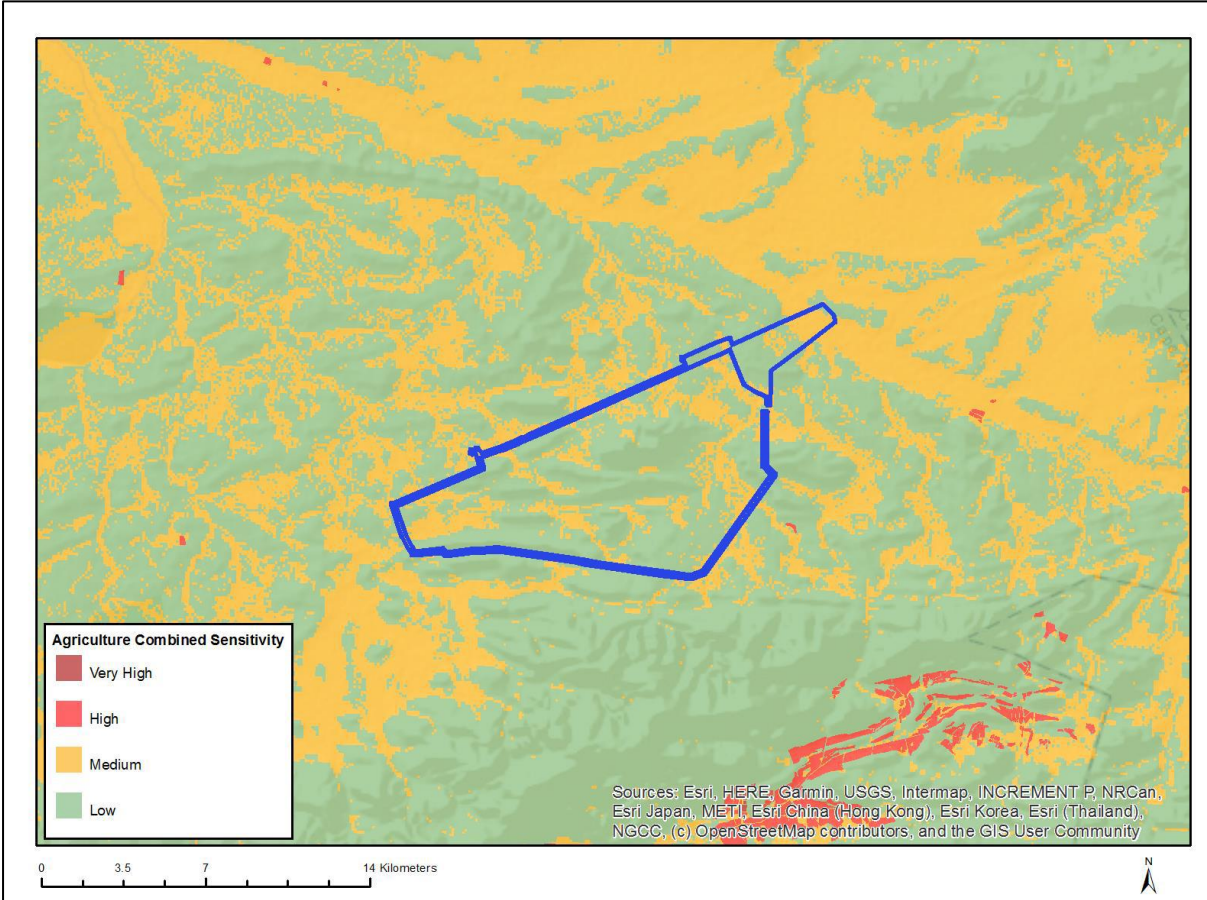 Agriculture Combined Sensitivity
Very High
High
Medium
Low
Sources: Esri, HERE, Garmin, USGS, Intermap, INCREMENT P, NRCan,
Esri Japan, METI, Esri China (Hong Kong), Esri Korea, Esri (Thailand),
NGCC, (c) OpenStreetMap contributors, and the GIS User Community
0 3.5 7 14 Kilometers
N